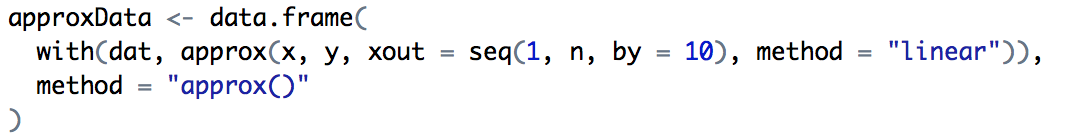 approxData <- data.frame(
  with(dat, approx(x, y, xout = seq(1, n, by = 10), method = "linear")),
  method = "approx()"
)